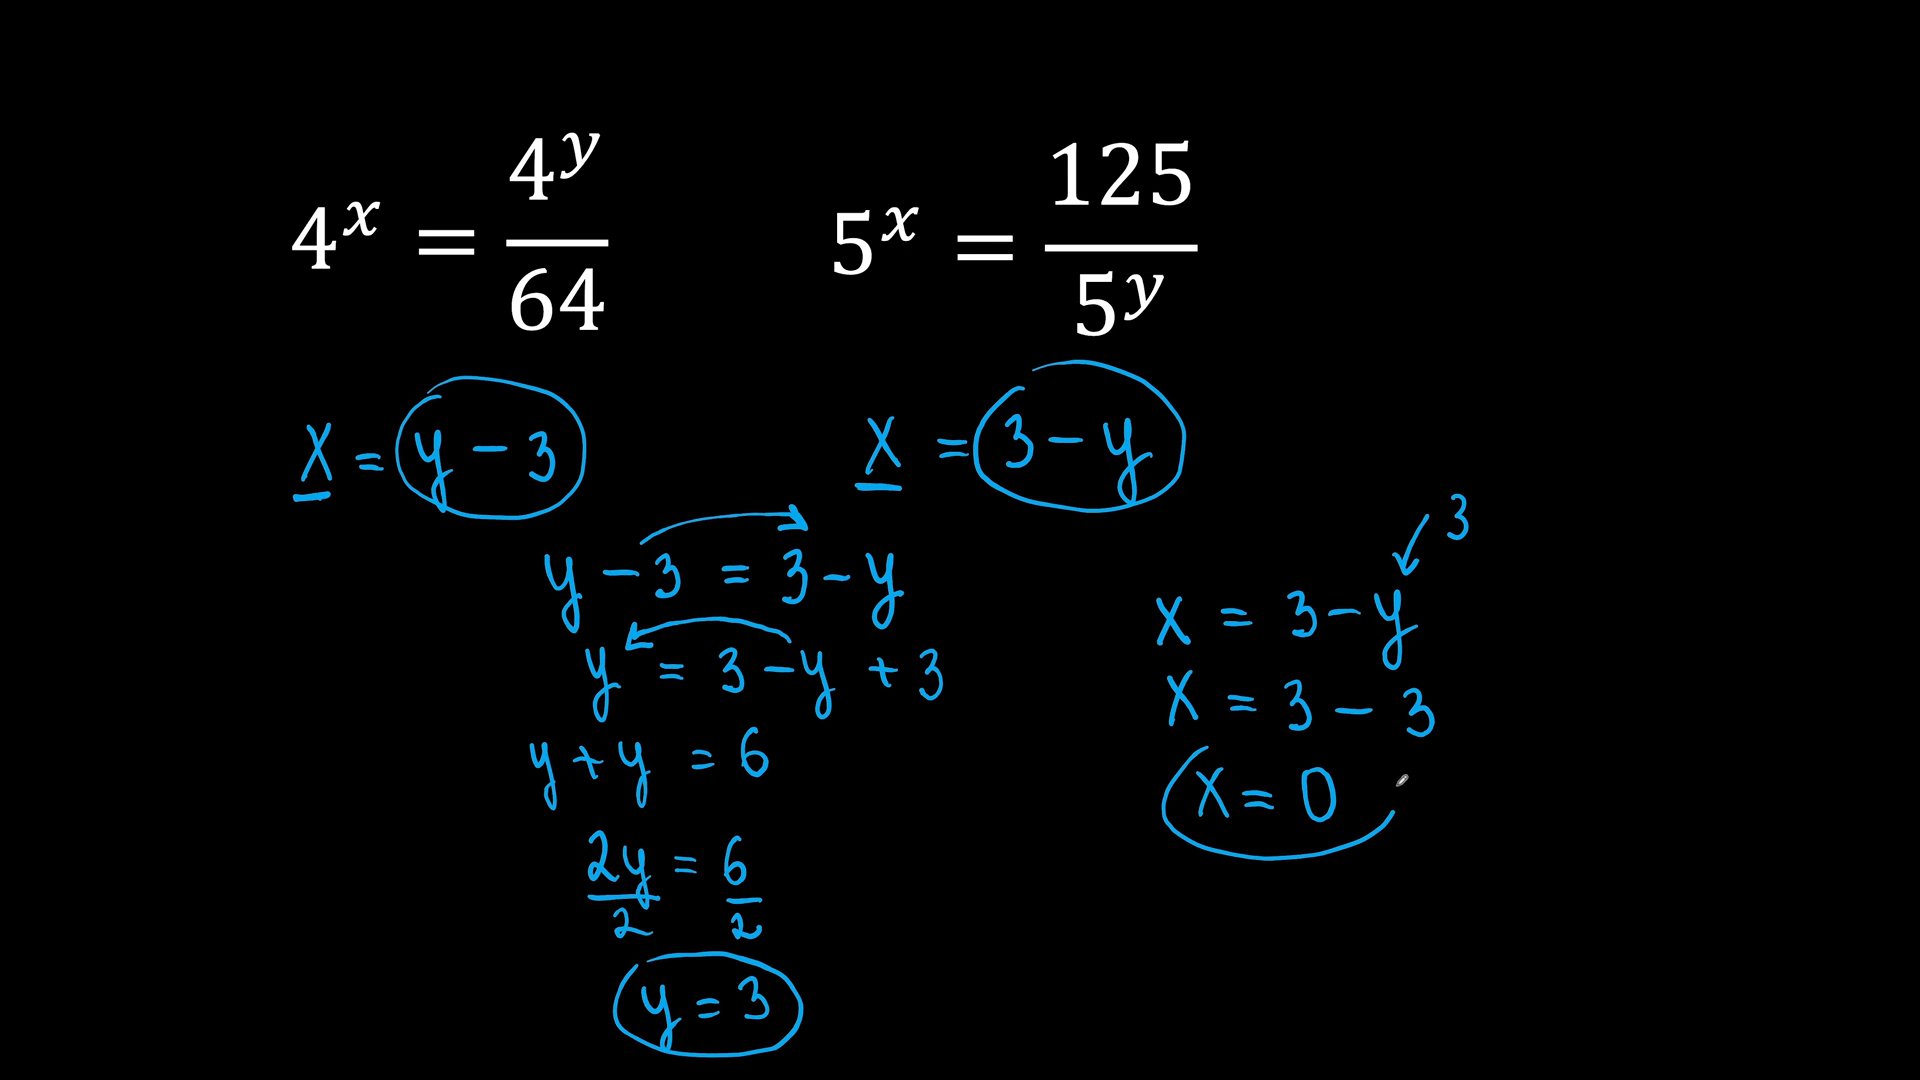 4^x = 4^y / 64
5^x = 125 / 5^y
x = y - 3
x = 3 - y
y - 3 = 3 - y
y = 3 - y + 3
y + y = 6
2y / 2 = 6 / 2
y = 3
3
x = 3 - y
x = 3 - 3
x = 0